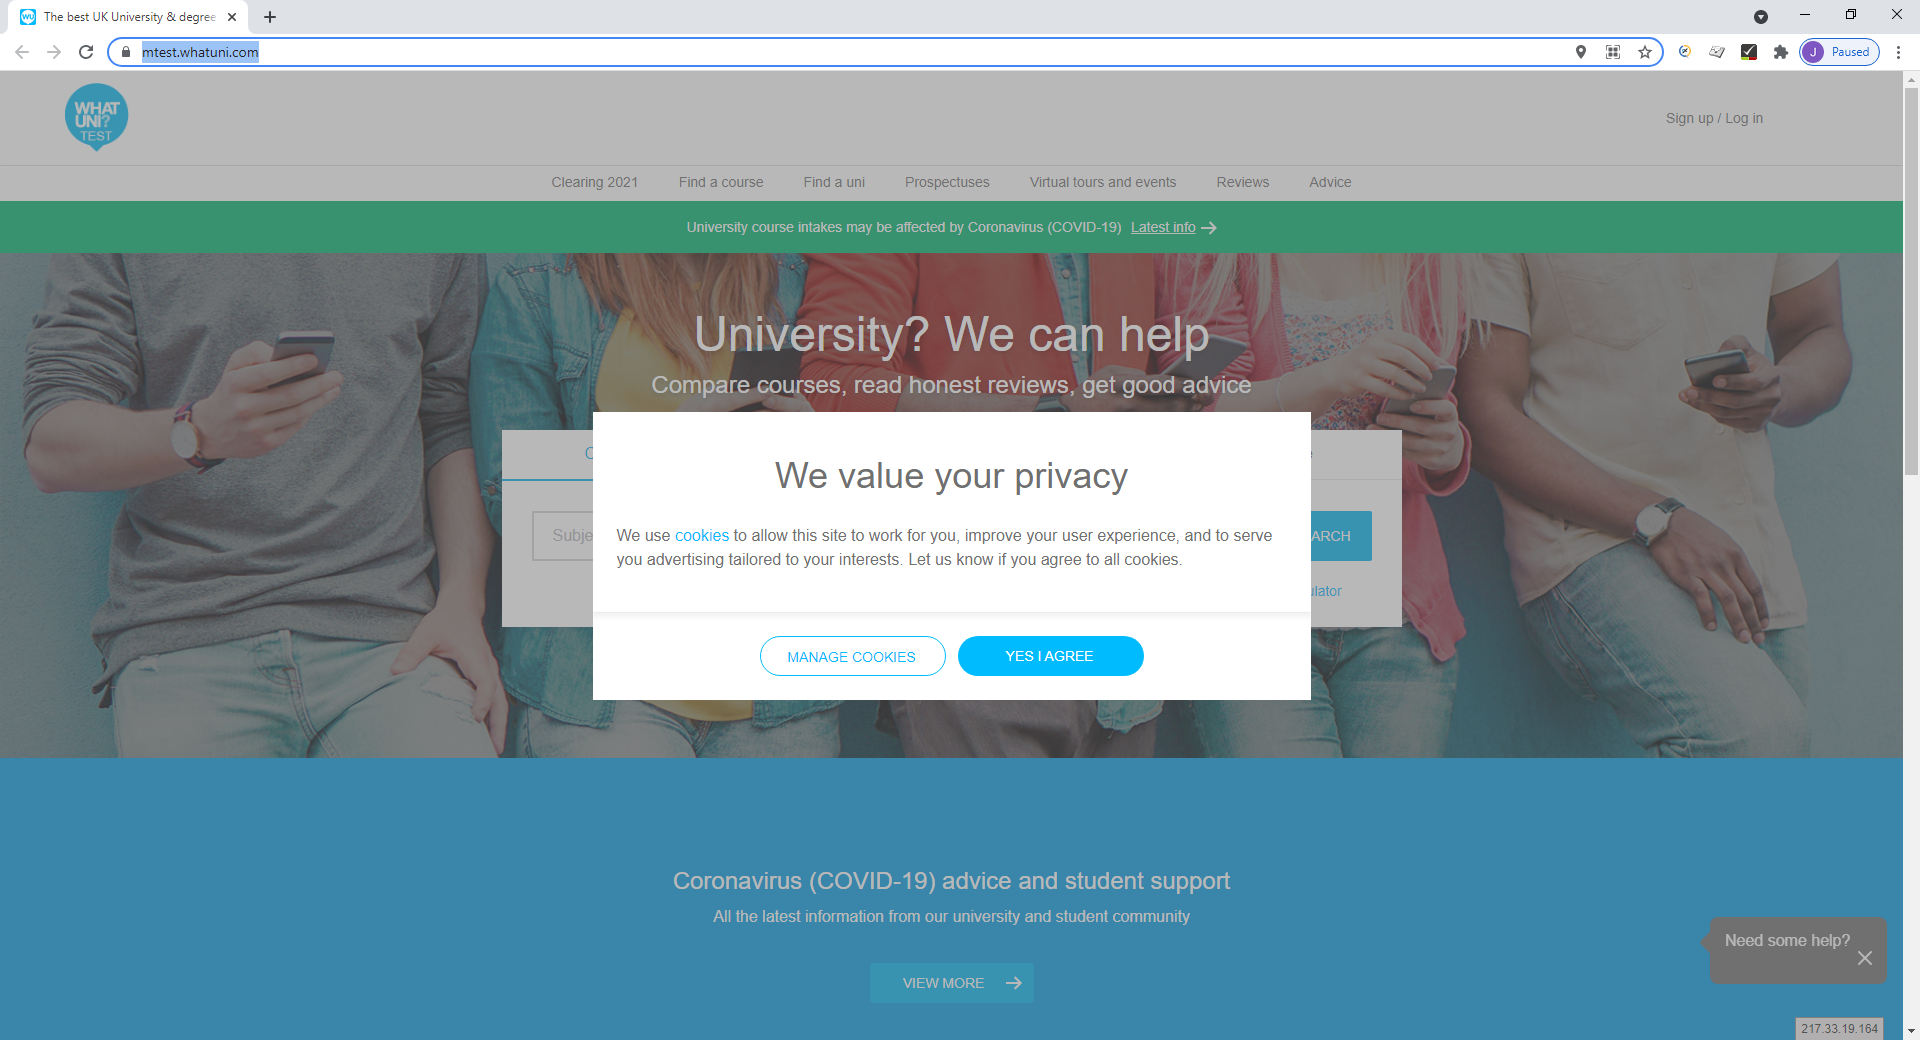 The best UK University & degree
mtest.whatuni.com
J Paused
WHAT
UNI?
TEST
Sign up / Log in
Clearing 2021 Find a course Find a uni Prospectuses Virtual tours and events Reviews Advice
University course intakes may be affected by Coronavirus (COVID-19) Latest info
University? We can help
Compare courses, read honest reviews, get good advice
We value your privacy
We use cookies to allow this site to work for you, improve your user experience, and to serve
you advertising tailored to your interests. Let us know if you agree to all cookies.
Subje
ARCH
ulator
MANAGE COOKIES YES I AGREE
Coronavirus (COVID-19) advice and student support
All the latest information from our university and student community
VIEW MORE
Need some help?
217.33.19.164